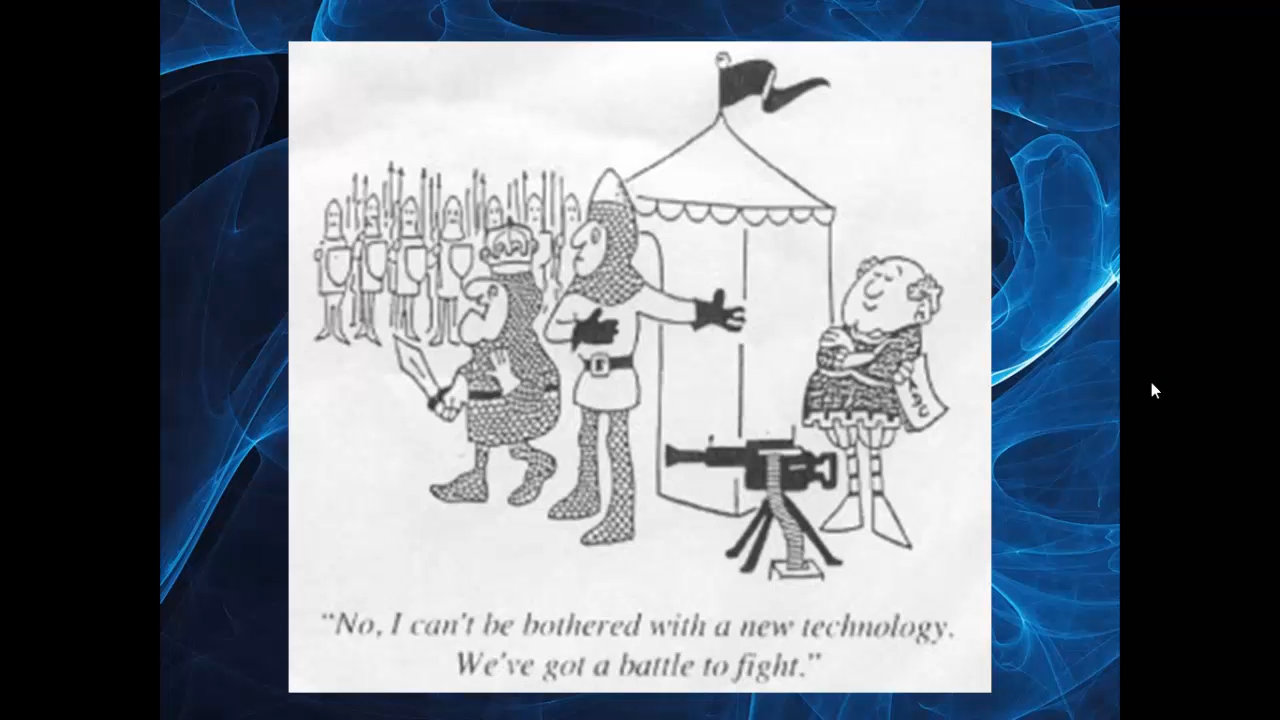 “No, I can't be bothered with a new technology.
We've got a battle to fight.”